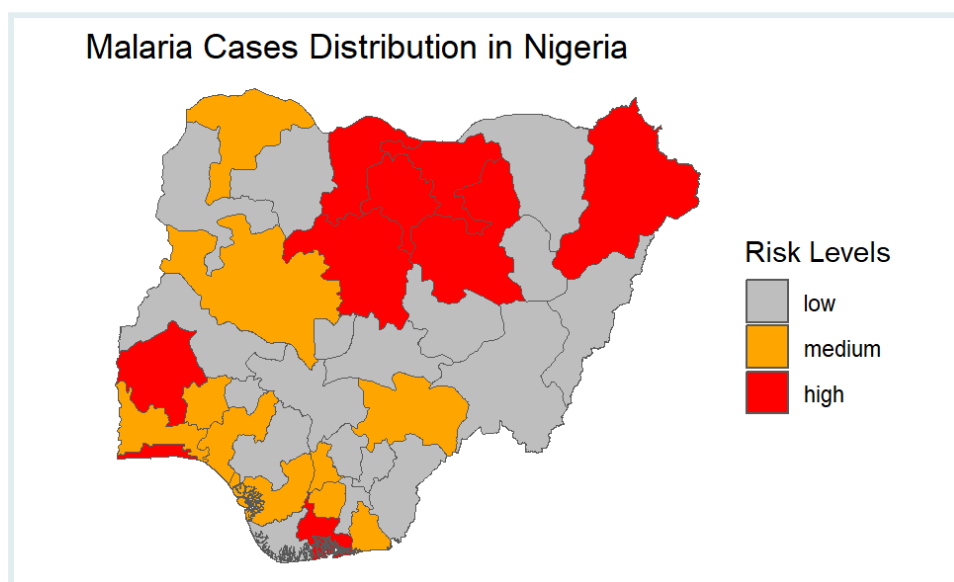 Malaria Cases Distribution in Nigeria
Risk Levels
low
medium
high